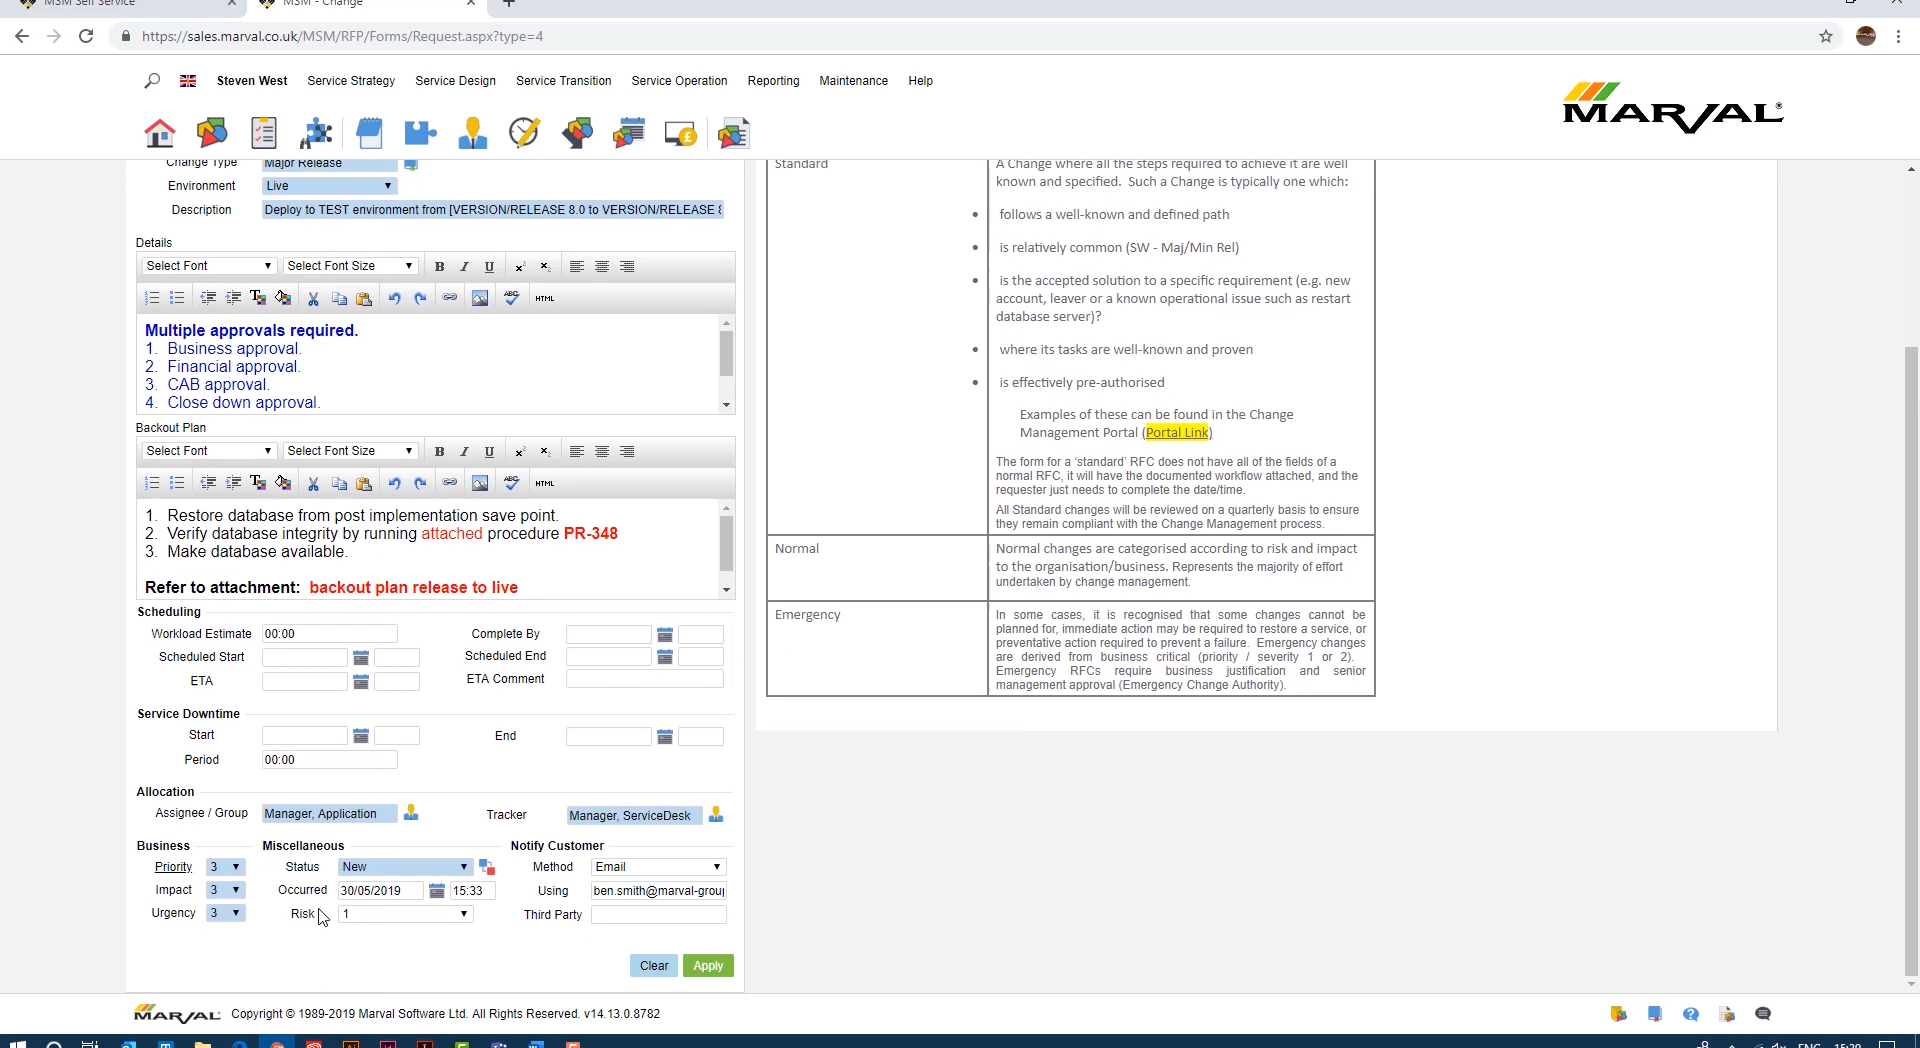 MSM Self Service
MSM - Change
https://sales.marval.co.uk/MSM/RFP/Forms/Request.aspx?type=4
Steven West Service Strategy Service Design Service Transition Service Operation Reporting Maintenance Help
MARVAL®
Change Type Major Release
Environment Live
Description Deploy to TEST environment from [VERSION/RELEASE 8.0 to VERSION/RELEASE 8
Details
Select Font Select Font Size B I U x² x₂
ABC HTML
Multiple approvals required.
1. Business approval.
2. Financial approval.
3. CAB approval.
4. Close down approval.
Backout Plan
Select Font Select Font Size B I U x² x₂
ABC HTML
1. Restore database from post implementation save point.
2. Verify database integrity by running attached procedure PR-348
3. Make database available.
Refer to attachment: backout plan release to live
Scheduling
Workload Estimate 00:00 Complete By
Scheduled Start Scheduled End
ETA ETA Comment
Service Downtime
Start End
Period 00:00
Allocation
Assignee / Group Manager, Application Tracker Manager, ServiceDesk
Business Miscellaneous Notify Customer
Priority 3 Status New Method Email
Impact 3 Occurred 30/05/2019 15:33 Using ben.smith@marval-group
Urgency 3 Risk 1 Third Party
Clear Apply
Standard
A Change where all the steps required to achieve it are well
known and specified. Such a Change is typically one which:
• follows a well-known and defined path
• is relatively common (SW - Maj/Min Rel)
• is the accepted solution to a specific requirement (e.g. new
account, leaver or a known operational issue such as restart
database server)?
• where its tasks are well-known and proven
• is effectively pre-authorised
Examples of these can be found in the Change
Management Portal (Portal Link)
The form for a ‘standard’ RFC does not have all of the fields of a
normal RFC, it will have the documented workflow attached, and the
requester just needs to complete the date/time.
All Standard changes will be reviewed on a quarterly basis to ensure
they remain compliant with the Change Management process.
Normal
Normal changes are categorised according to risk and impact
to the organisation/business. Represents the majority of effort
undertaken by change management.
Emergency
In some cases, it is recognised that some changes cannot be
planned for, immediate action may be required to restore a service, or
preventative action required to prevent a failure. Emergency changes
are derived from business critical (priority / severity 1 or 2).
Emergency RFCs require business justification and senior
management approval (Emergency Change Authority).
MARVAL Copyright © 1989-2019 Marval Software Ltd. All Rights Reserved. v14.13.0.8782
ENG